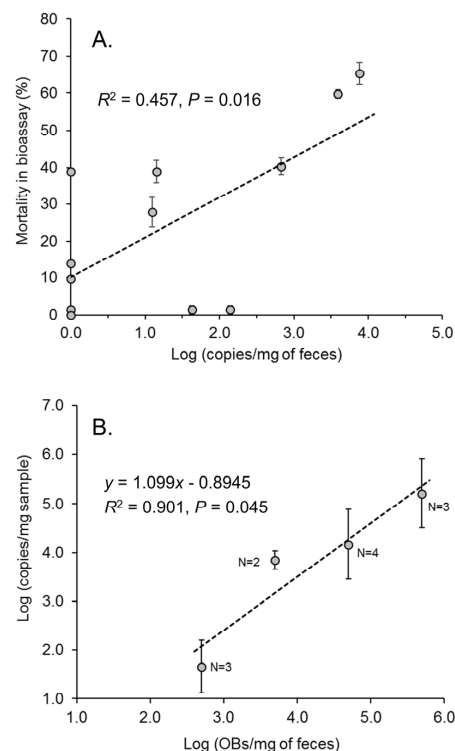 A.
R² = 0.457, P = 0.016
Mortality in bioassay (%)
80
70
60
50
40
30
20
10
0
0.0 1.0 2.0 3.0 4.0 5.0
Log (copies/mg of feces)
B.
y = 1.099x - 0.8945
R² = 0.901, P = 0.045
Log (copies/mg sample)
7.0
6.0
5.0
4.0
3.0
2.0
1.0
N=3
N=2
N=4
N=3
1.0 2.0 3.0 4.0 5.0 6.0
Log (OBs/mg of feces)